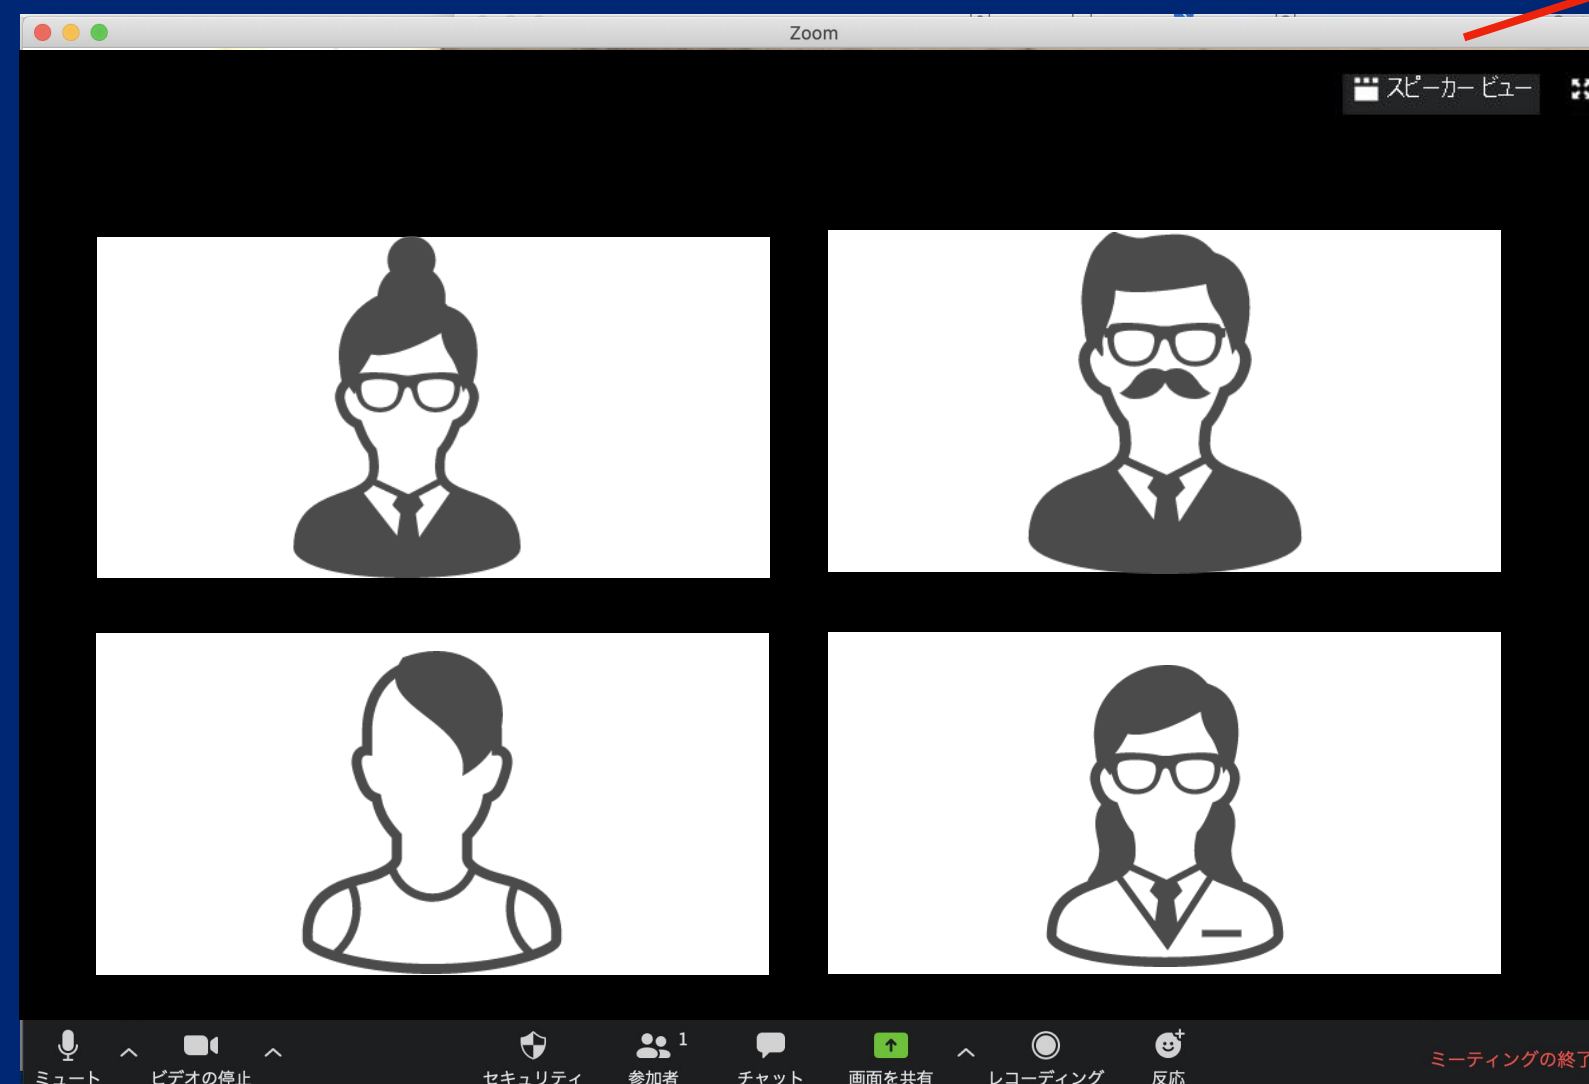 Zoom
スピーカー ビュー
1
ミュート
ビデオの停止
セキュリティ
参加者
チャット
画面を共有
レコーディング
反応
ミーティングの終了